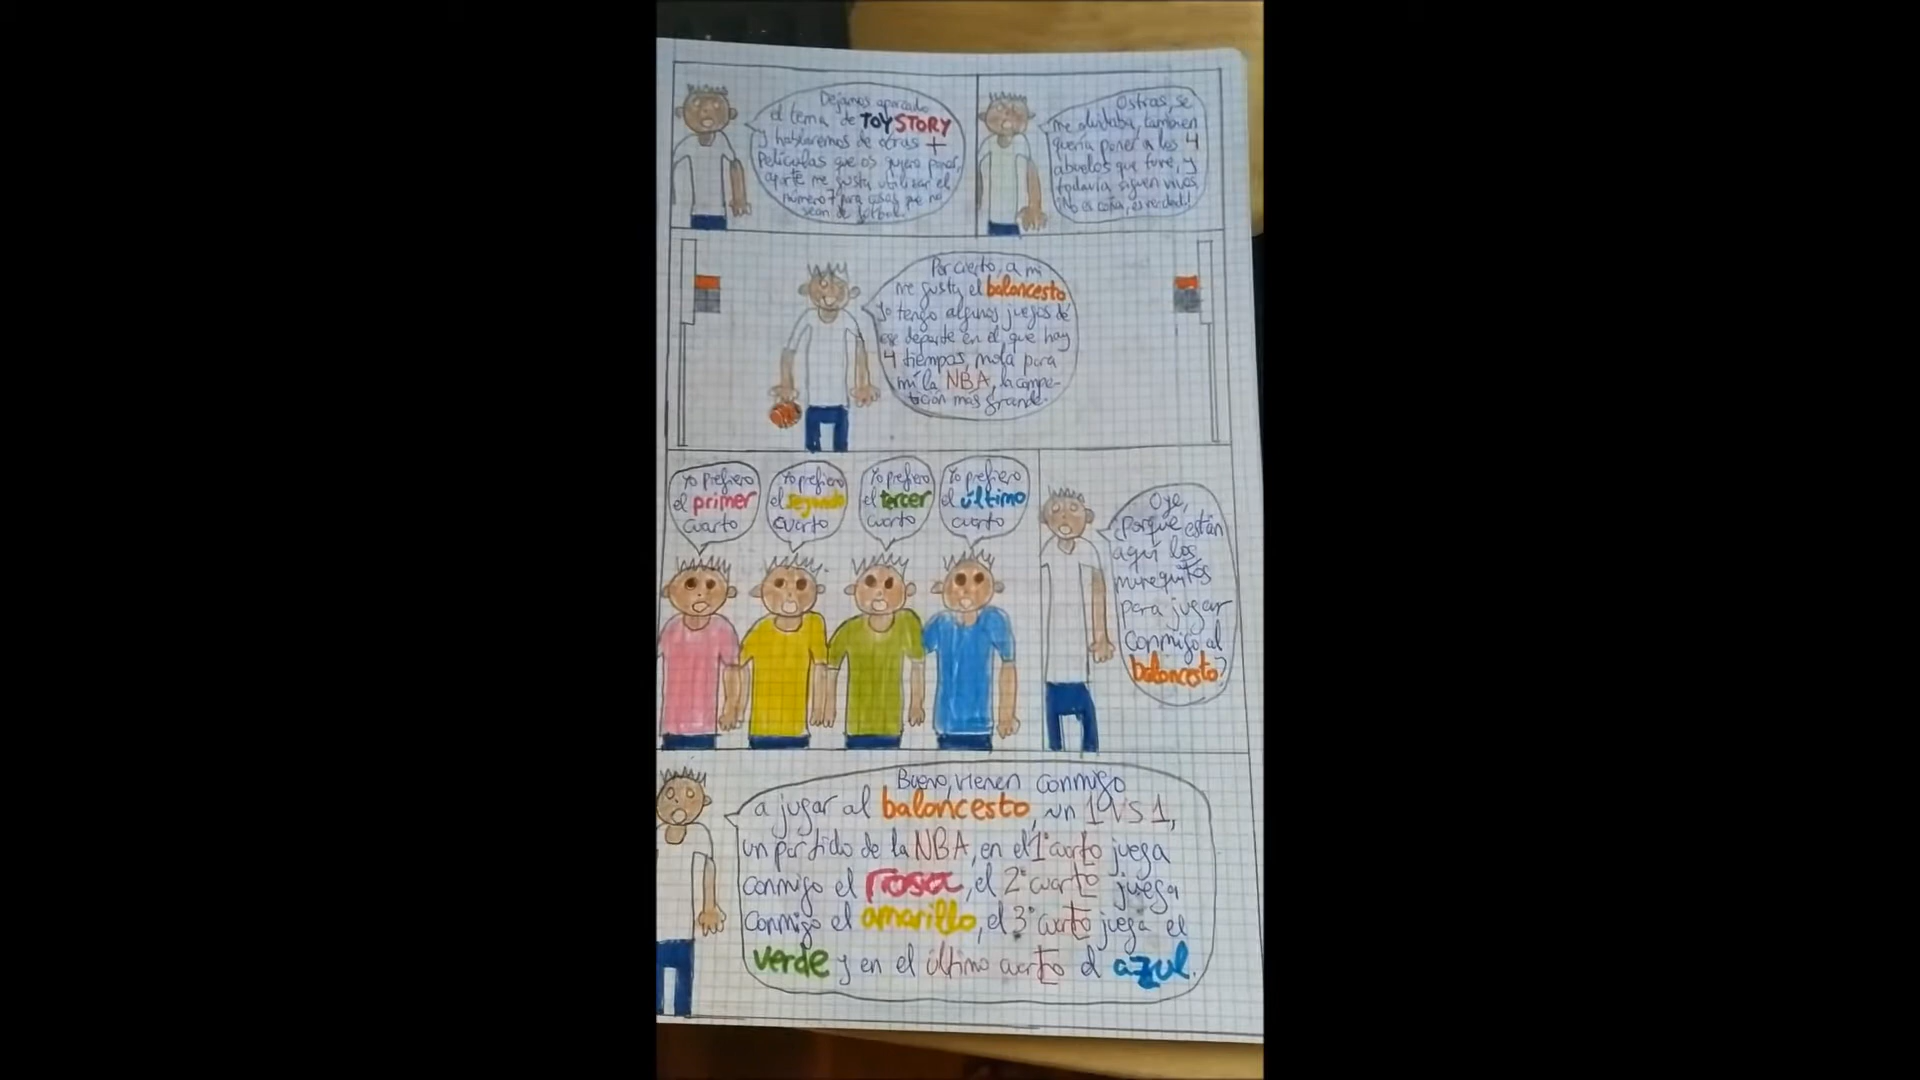 Dejamos aparcado
el tema de TOYSTORY
y hablaremos de otras +
Películas que os quiero poner,
aparte me gusta utilizar el
número 7 para cosas que no
sean de fútbol.
Ostras, se
me olvidaba, también
quería poner a los 4
abuelos que tuve, y
todavía siguen vivos
¡No es coña, es verdad!
Por cierto, a mi
me gusta el baloncesto
yo tengo algunos juegos de
ese deporte en el que hay
4 tiempos, mola para
mí la NBA, la compe-
tición más grande.
Yo prefiero
el primer
cuarto
Yo prefiero
el segundo
cuarto
Yo prefiero
el tercer
cuarto
Yo prefiero
el último
cuarto
Oye,
¿porque están
aquí los
muñequitos
para jugar
conmigo al
baloncesto?
Bueno, vienen conmigo
a jugar al baloncesto, un 1 VS 1,
un partido de la NBA, en el 1º cuarto juega
conmigo el rosa, el 2º cuarto juega
conmigo el amarillo, el 3º cuarto juega el
verde y en el último cuarto el azul.